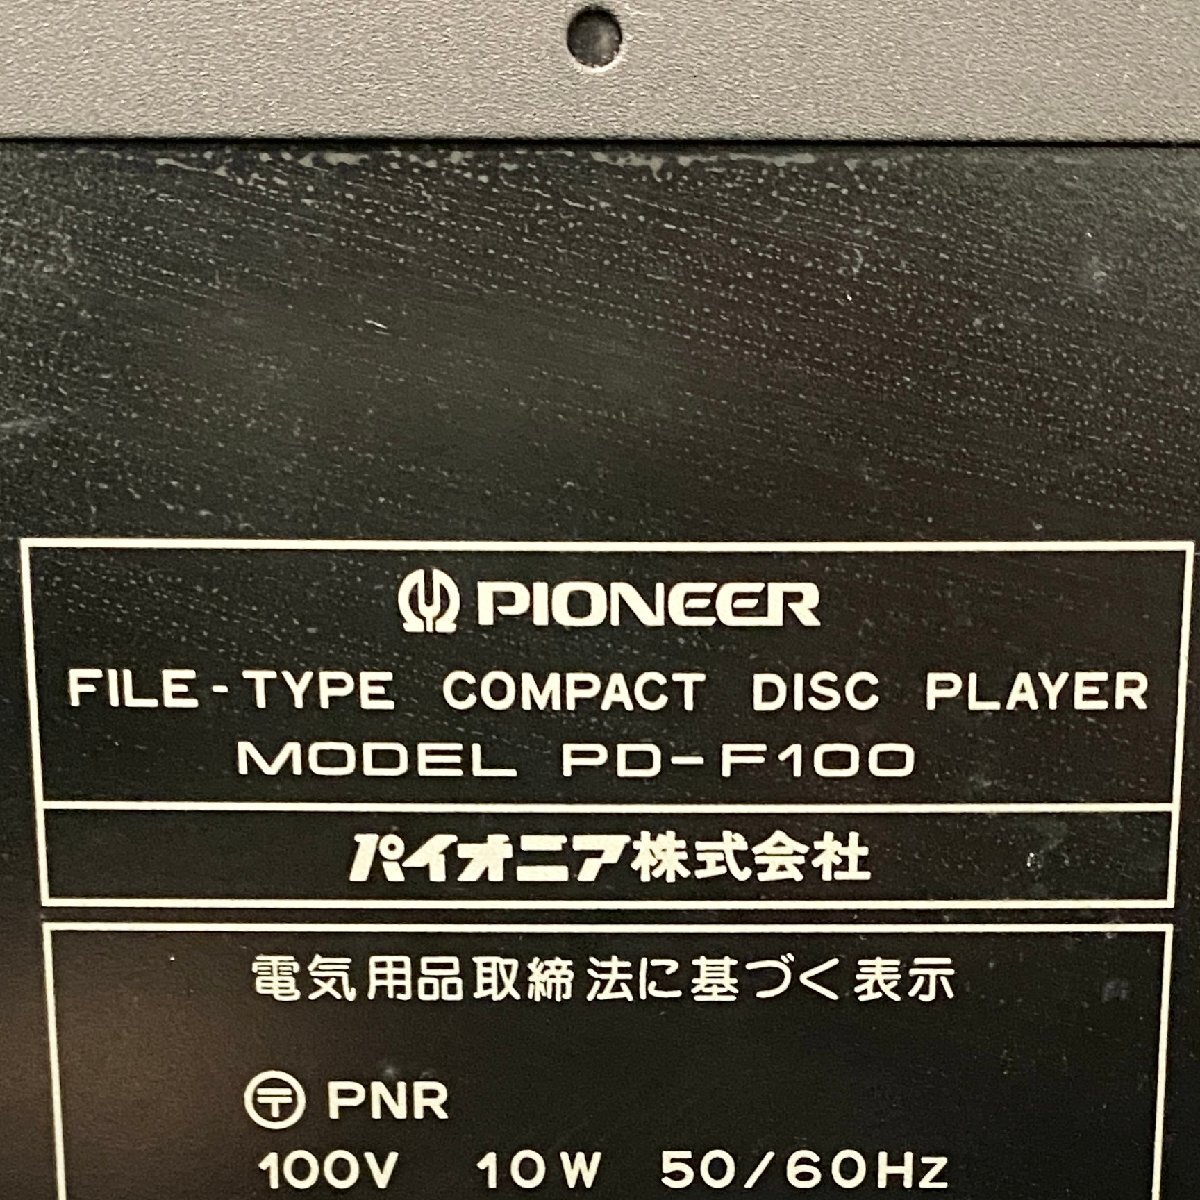 PIONEER
FILE-TYPE COMPACT DISC PLAYER
MODEL PD-F100
パイオニア株式会社
電気用品取締法に基づく表示
〒 PNR
100V 10W 50/60Hz